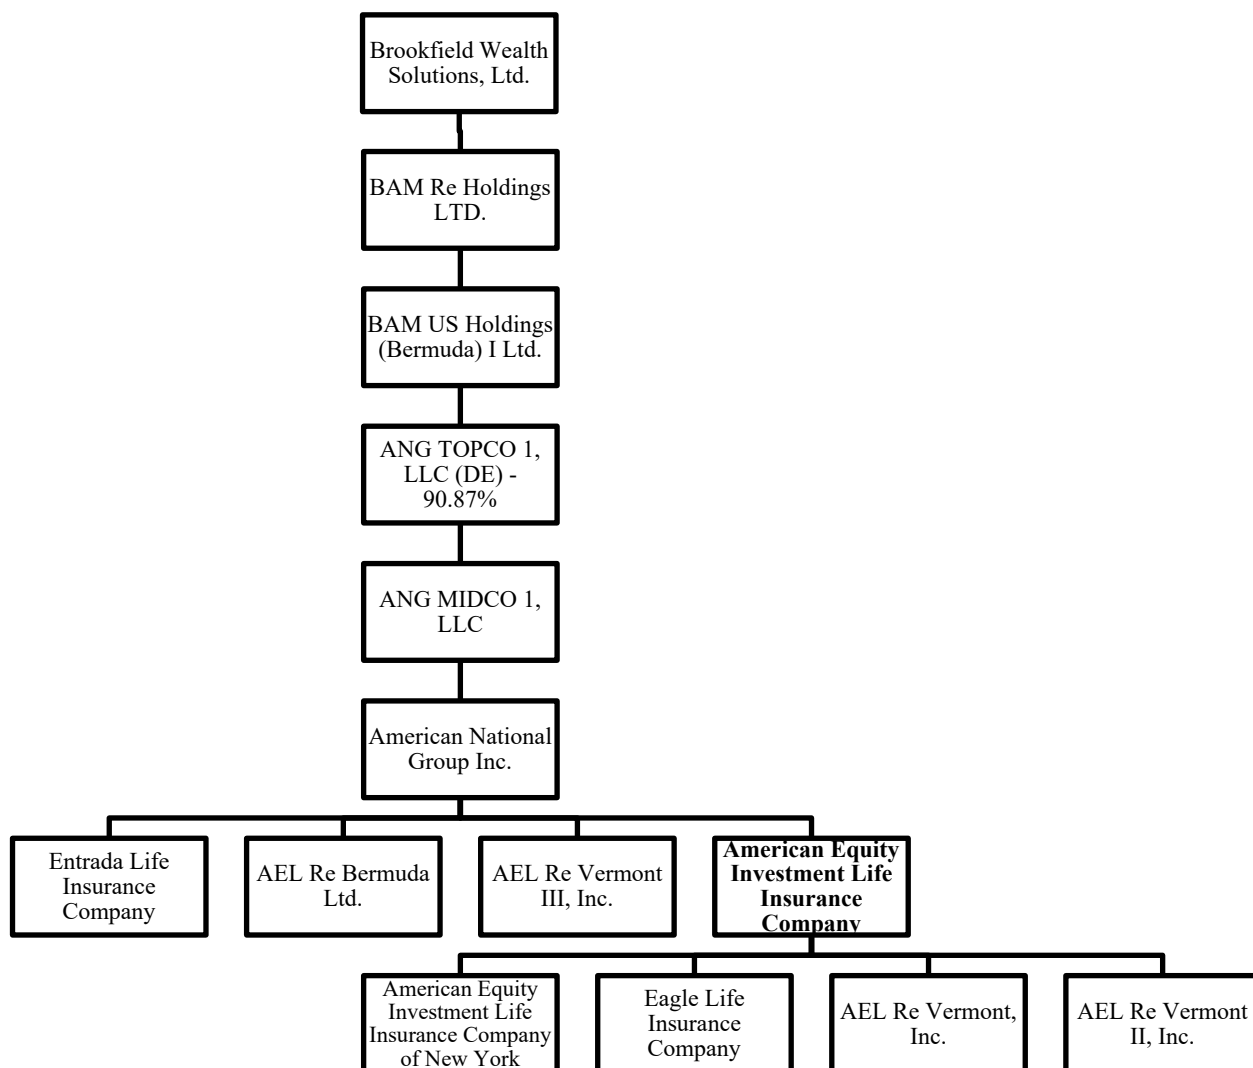 Brookfield Wealth
Solutions, Ltd.
BAM Re Holdings
LTD.
BAM US Holdings
(Bermuda) I Ltd.
ANG TOPCO 1,
LLC (DE) -
90.87%
ANG MIDCO 1,
LLC
American National
Group Inc.
Entrada Life
Insurance
Company
AEL Re Bermuda
Ltd.
AEL Re Vermont
III, Inc.
American Equity
Investment Life
Insurance
Company
American Equity
Investment Life
Insurance Company
of New York
Eagle Life
Insurance
Company
AEL Re Vermont,
Inc.
AEL Re Vermont
II, Inc.